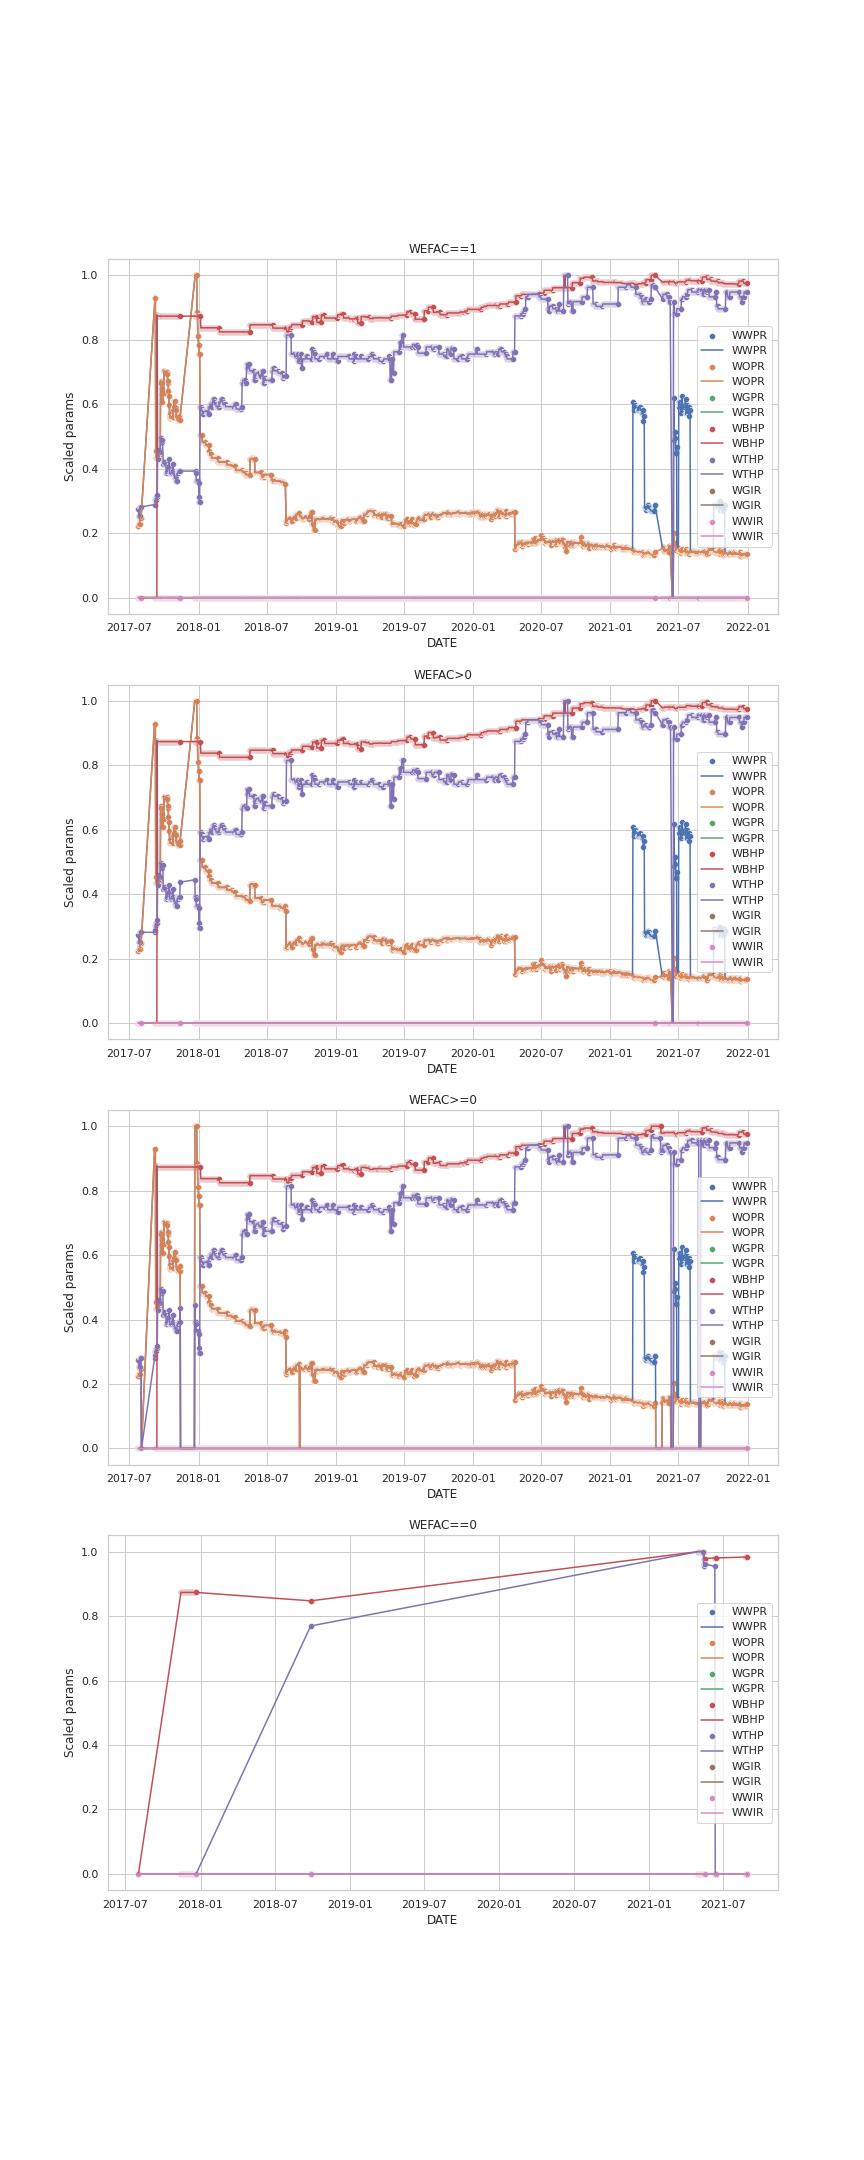 WEFAC==1
1.0
0.8
0.6
0.4
0.2
0.0
Scaled params
WWPR
WWPR
WOPR
WOPR
WGPR
WGPR
WBHP
WBHP
WTHP
WTHP
WGIR
WGIR
WWIR
WWIR
2017-07 2018-01 2018-07 2019-01 2019-07 2020-01 2020-07 2021-01 2021-07 2022-01
DATE
WEFAC>0
1.0
0.8
0.6
0.4
0.2
0.0
Scaled params
WWPR
WWPR
WOPR
WOPR
WGPR
WGPR
WBHP
WBHP
WTHP
WTHP
WGIR
WGIR
WWIR
WWIR
2017-07 2018-01 2018-07 2019-01 2019-07 2020-01 2020-07 2021-01 2021-07 2022-01
DATE
WEFAC>=0
1.0
0.8
0.6
0.4
0.2
0.0
Scaled params
WWPR
WWPR
WOPR
WOPR
WGPR
WGPR
WBHP
WBHP
WTHP
WTHP
WGIR
WGIR
WWIR
WWIR
2017-07 2018-01 2018-07 2019-01 2019-07 2020-01 2020-07 2021-01 2021-07 2022-01
DATE
WEFAC==0
1.0
0.8
0.6
0.4
0.2
0.0
Scaled params
WWPR
WWPR
WOPR
WOPR
WGPR
WGPR
WBHP
WBHP
WTHP
WTHP
WGIR
WGIR
WWIR
WWIR
2017-07 2018-01 2018-07 2019-01 2019-07 2020-01 2020-07 2021-01 2021-07
DATE